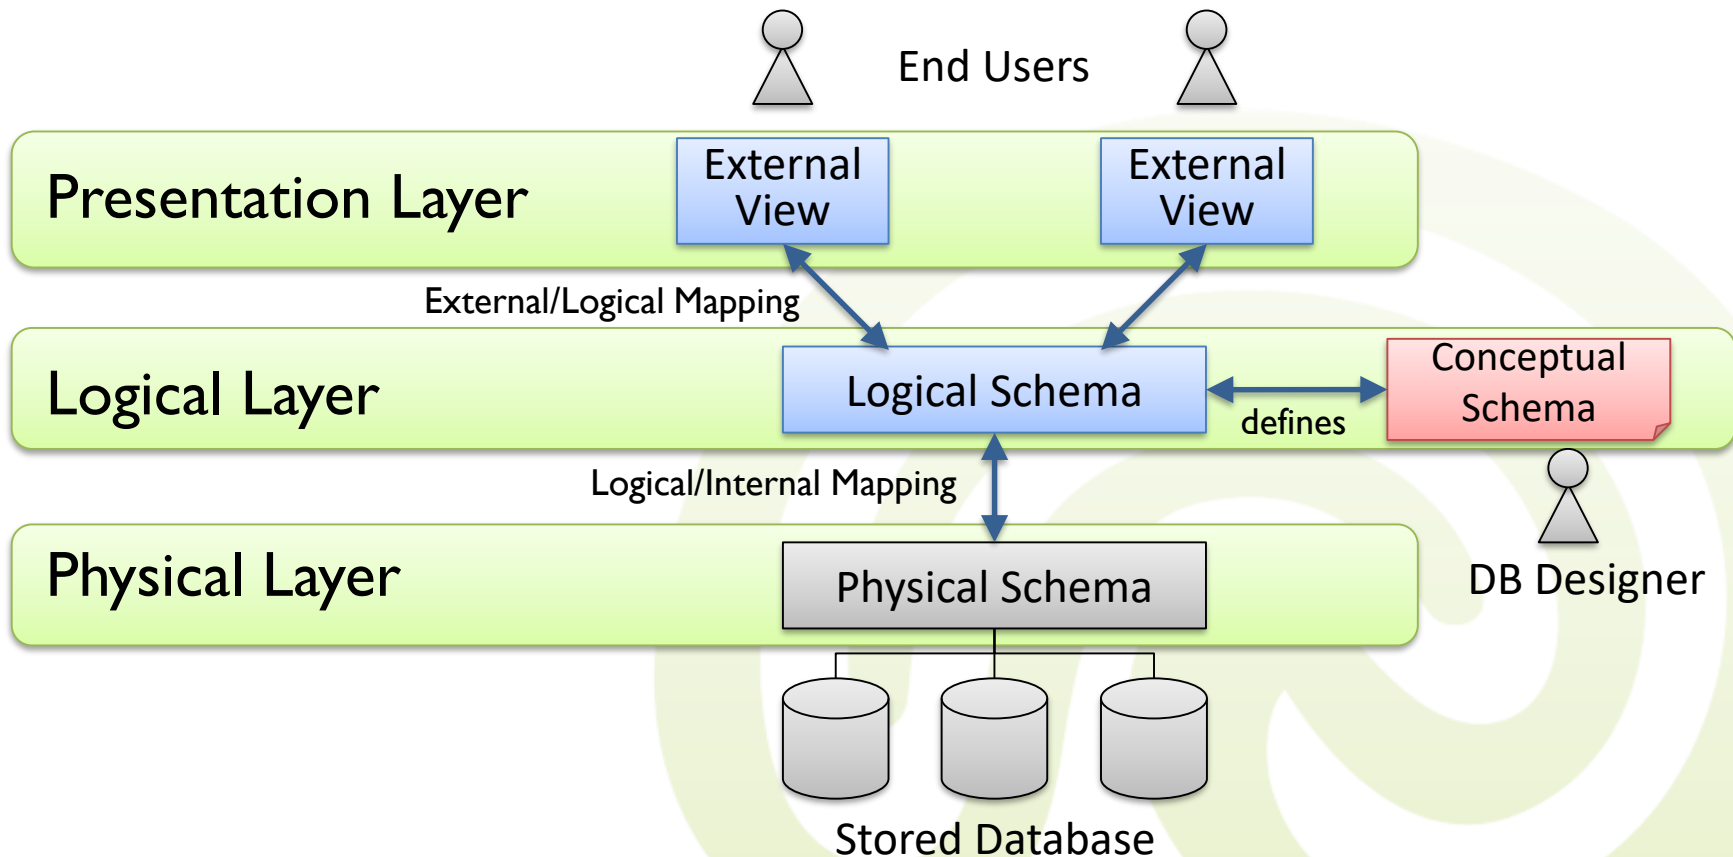 End Users
Presentation Layer
External
View
External
View
External/Logical Mapping
Logical Layer
Logical Schema
defines
Conceptual
Schema
Logical/Internal Mapping
Physical Layer
Physical Schema
DB Designer
Stored Database